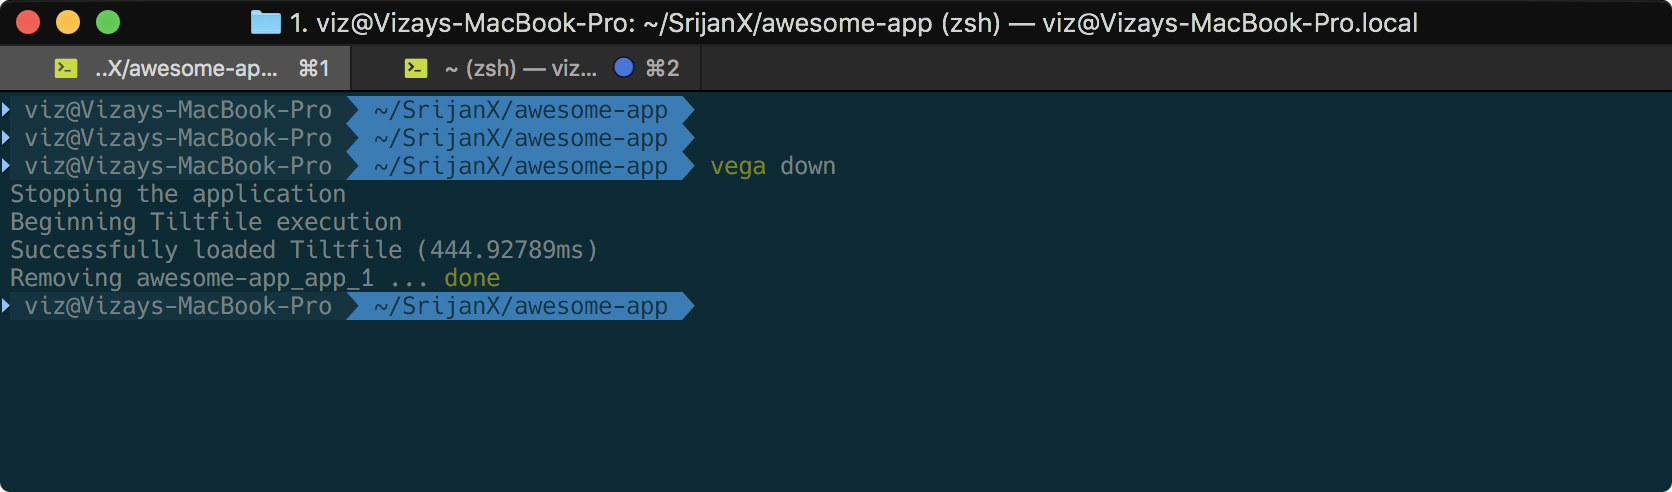 1. viz@Vizays-MacBook-Pro: ~/SrijanX/awesome-app (zsh) — viz@Vizays-MacBook-Pro.local
..X/awesome-ap... ⌘1 ~ (zsh) — viz... ⌘2
viz@Vizays-MacBook-Pro ~/SrijanX/awesome-app
viz@Vizays-MacBook-Pro ~/SrijanX/awesome-app
viz@Vizays-MacBook-Pro ~/SrijanX/awesome-app vega down
Stopping the application
Beginning Tiltfile execution
Successfully loaded Tiltfile (444.92789ms)
Removing awesome-app_app_1 ... done
viz@Vizays-MacBook-Pro ~/SrijanX/awesome-app